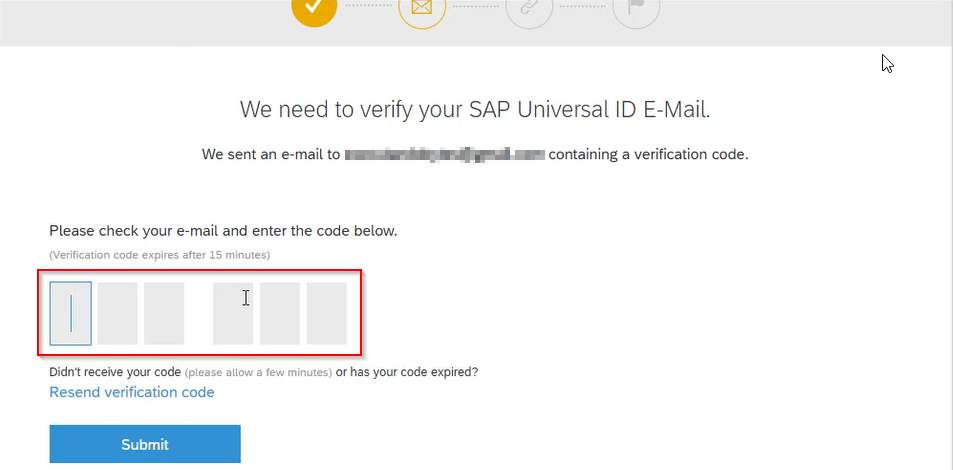 We need to verify your SAP Universal ID E-Mail.
We sent an e-mail to containing a verification code.
Please check your e-mail and enter the code below.
(Verification code expires after 15 minutes)
Didn't receive your code (please allow a few minutes) or has your code expired?
Resend verification code
Submit